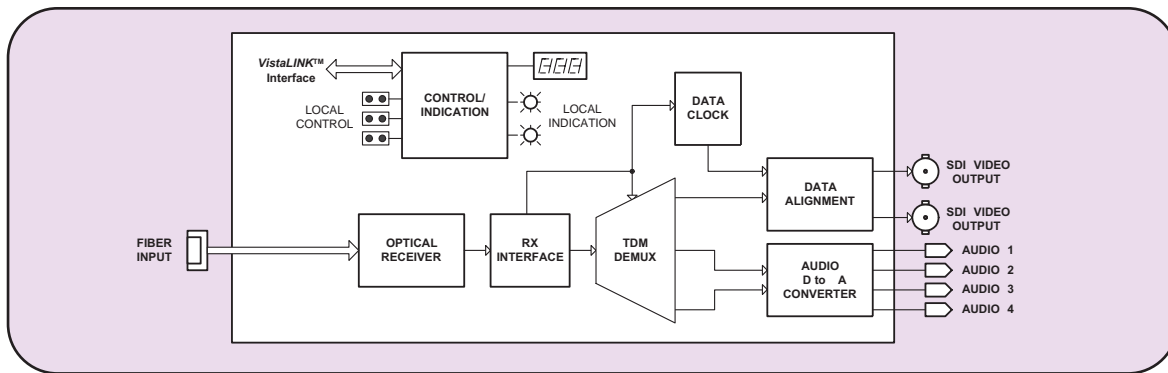 VistaLINK™
Interface
LOCAL
CONTROL
CONTROL/
INDICATION
LOCAL
INDICATION
DATA
CLOCK
DATA
ALIGNMENT
SDI VIDEO
OUTPUT
SDI VIDEO
OUTPUT
FIBER
INPUT
OPTICAL
RECEIVER
RX
INTERFACE
TDM
DEMUX
AUDIO
D to A
CONVERTER
AUDIO 1
AUDIO 2
AUDIO 3
AUDIO 4